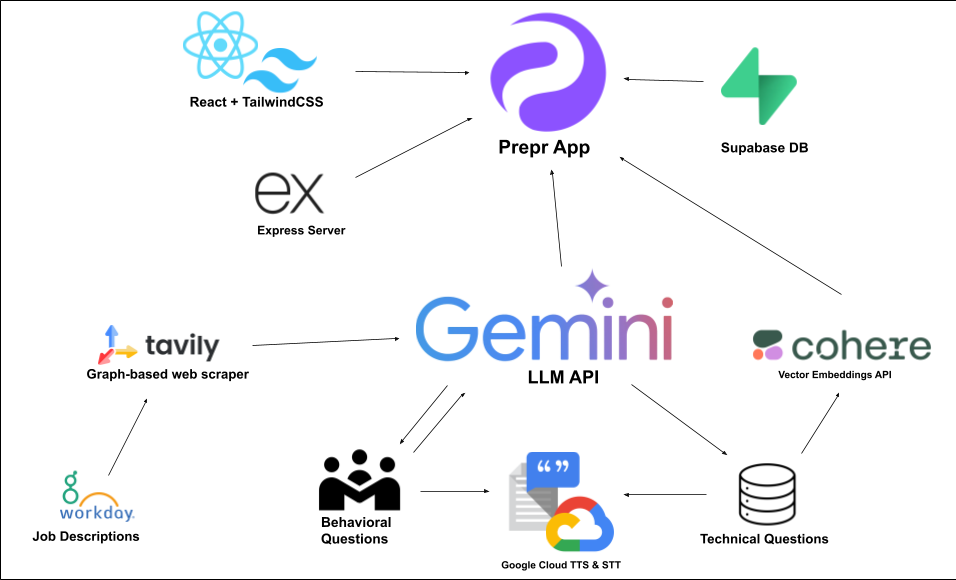 React + TailwindCSS
Prepr App
Supabase DB
ex
Express Server
Gemini
LLM API
tavily
Graph-based web scraper
cohere
Vector Embeddings API
workday.
Job Descriptions
Behavioral
Questions
“ ”
Google Cloud TTS & STT
Technical Questions